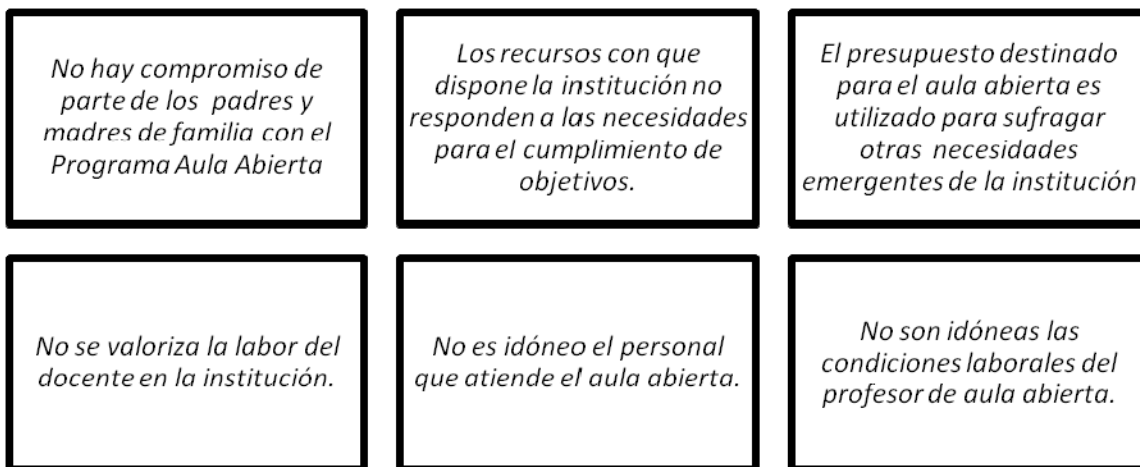 No hay compromiso de
parte de los padres y
madres de familia con el
Programa Aula Abierta
Los recursos con que
dispone la institución no
responden a las necesidades
para el cumplimiento de
objetivos.
El presupuesto destinado
para el aula abierta es
utilizado para sufragar
otras necesidades
emergentes de la institución
No se valoriza la labor del
docente en la institución.
No es idóneo el personal
que atiende el aula abierta.
No son idóneas las
condiciones laborales del
profesor de aula abierta.